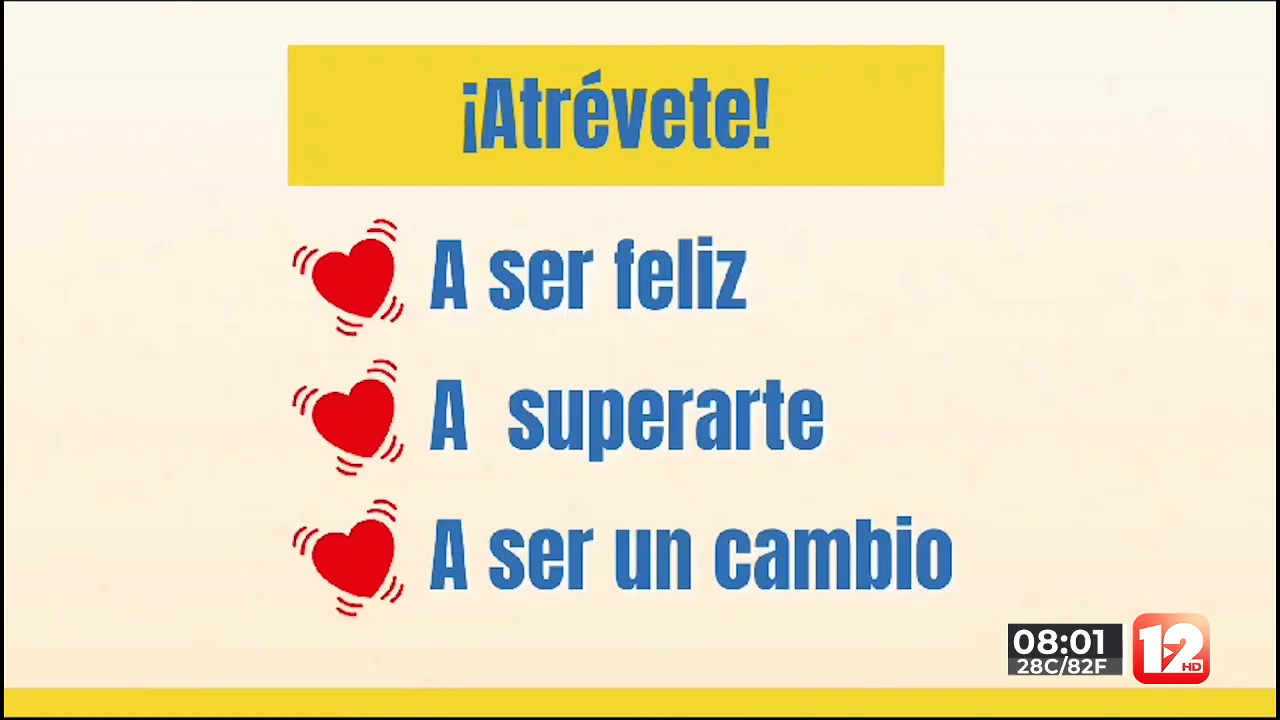 ¡Atrévete!
A ser feliz
A superarte
A ser un cambio
08:01
28C/82F
12
HD